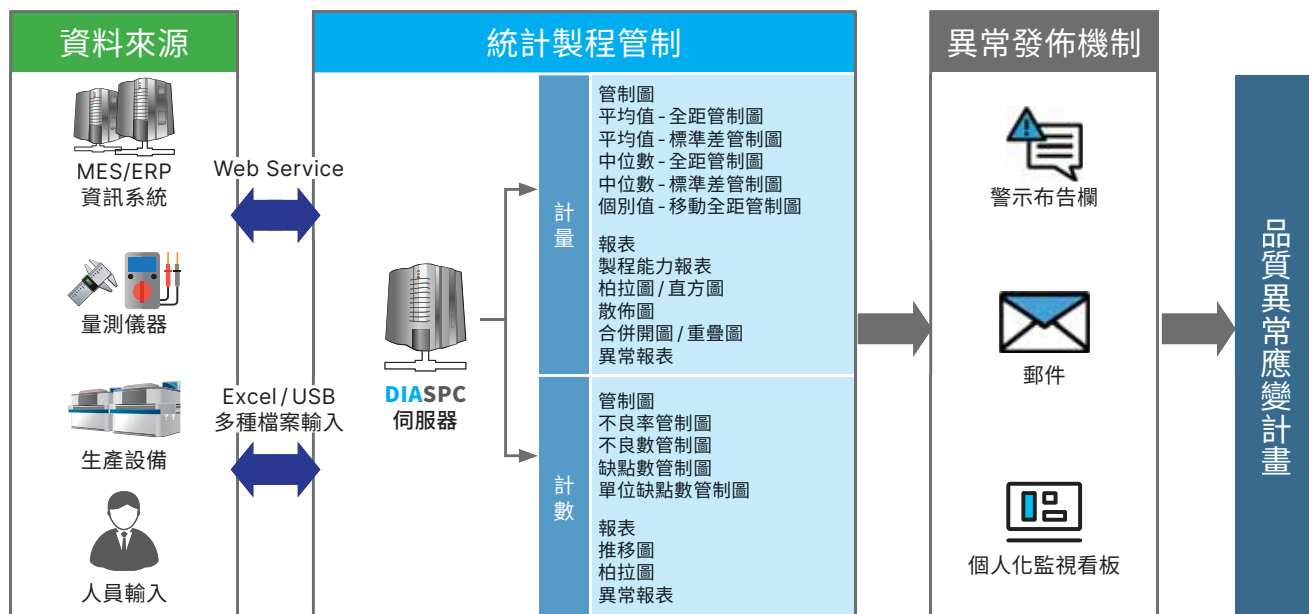 資料來源
MES/ERP
資訊系統
量測儀器
生產設備
人員輸入
Web Service
Excel / USB
多種檔案輸入
統計製程管制
DIASPC
伺服器
計量
管制圖
平均值-全距管制圖
平均值-標準差管制圖
中位數-全距管制圖
中位數-標準差管制圖
個別值-移動全距管制圖
報表
製程能力報表
柏拉圖/直方圖
散佈圖
合併開圖/重疊圖
異常報表
計數
管制圖
不良率管制圖
不良數管制圖
缺點數管制圖
單位缺點數管制圖
報表
推移圖
柏拉圖
異常報表
異常發佈機制
警示布告欄
郵件
個人化監視看板
品質異常應變計畫